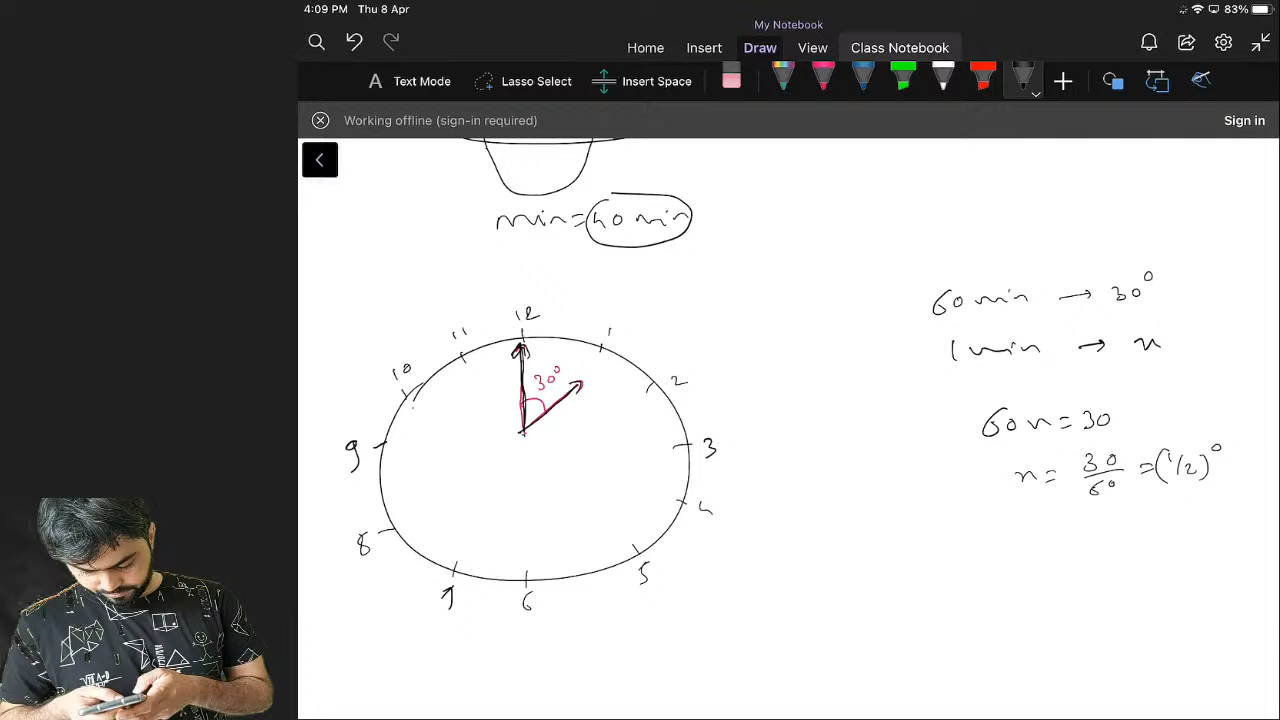 4:09 PM Thu 8 Apr
83%
My Notebook
Home Insert Draw View Class Notebook
Text Mode Lasso Select Insert Space
Working offline (sign-in required)
Sign in
min = 40 min
60 min → 30°
1 min → x
60 x = 30
x = 30/60 = (1/2)°
12
11
1
10
30°
2
9
3
4
8
5
7
6